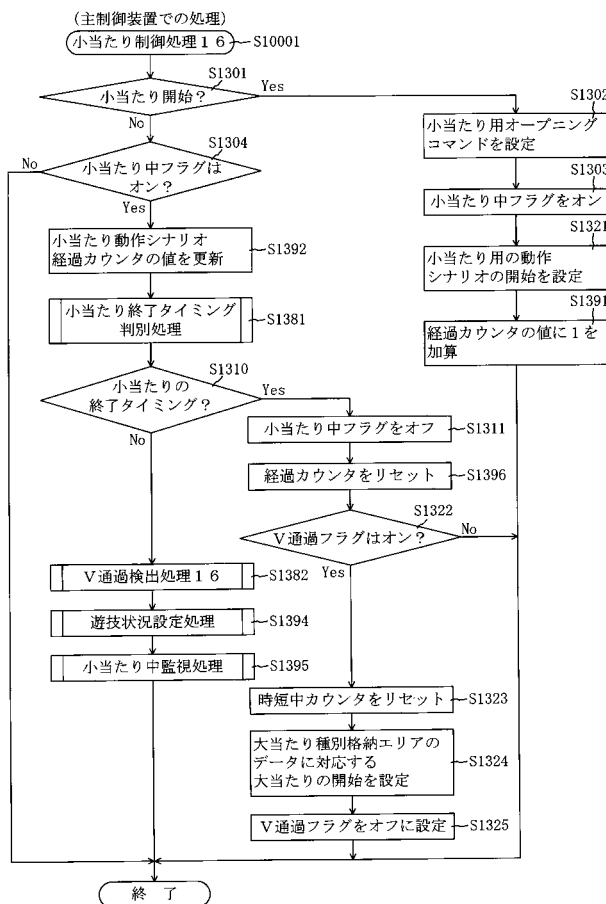 (主制御装置での処理)
小当たり制御処理16
S10001
S1301
小当たり開始?
Yes
No
S1302
小当たり用オープニング
コマンドを設定
S1303
小当たり中フラグをオン
S1321
小当たり用の動作
シナリオの開始を設定
S1391
経過カウンタの値に1を
加算
S1304
No
小当たり中フラグは
オン?
Yes
小当たり動作シナリオ
経過カウンタの値を更新
S1392
小当たり終了タイミング
判別処理
S1381
S1310
小当たりの
終了タイミング?
Yes
No
小当たり中フラグをオフ
S1311
経過カウンタをリセット
S1396
S1322
V通過フラグはオン?
No
Yes
V通過検出処理16
S1382
遊技状況設定処理
S1394
小当たり中監視処理
S1395
時短中カウンタをリセット
S1323
大当たり種別格納エリアの
データに対応する
大当たりの開始を設定
S1324
V通過フラグをオフに設定
S1325
終了